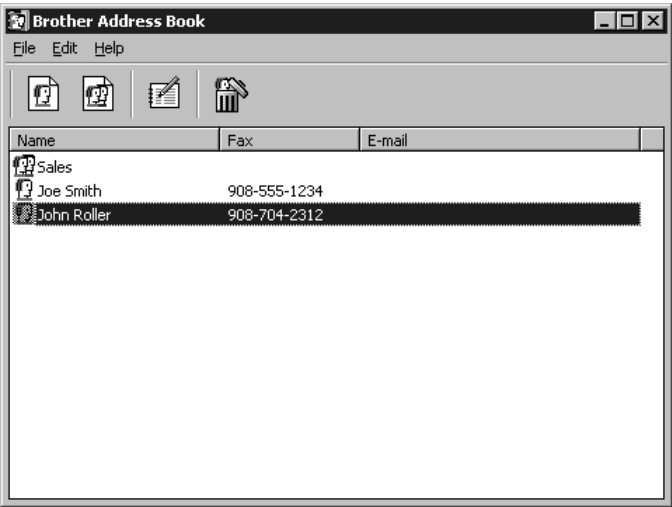 Brother Address Book
File Edit Help
Name Fax E-mail
Sales
Joe Smith 908-555-1234
John Roller 908-704-2312